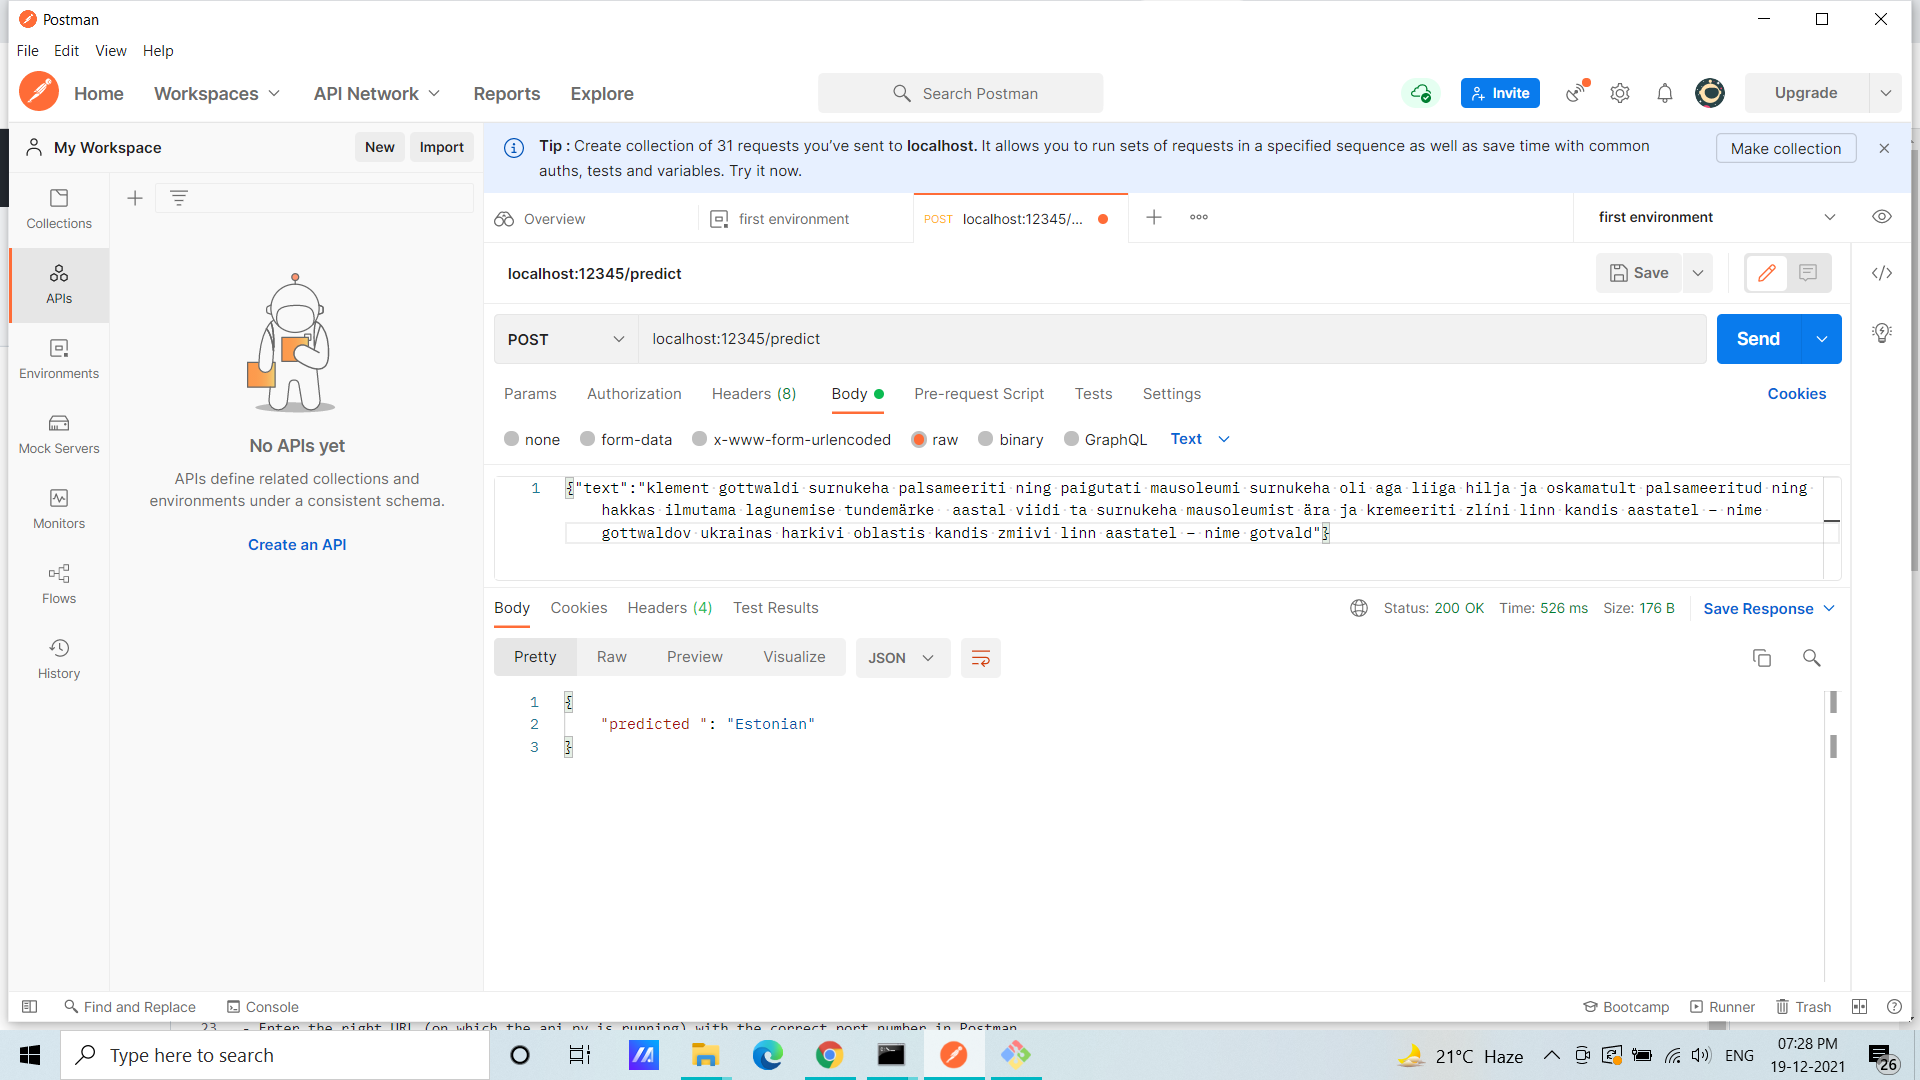 Postman
File Edit View Help
Home Workspaces API Network Reports Explore
Search Postman
Invite
Upgrade
My Workspace
New Import
Tip : Create collection of 31 requests you've sent to localhost. It allows you to run sets of requests in a specified sequence as well as save time with common
auths, tests and variables. Try it now.
Make collection
Collections
APIs
Environments
Mock Servers
Monitors
Flows
History
No APIs yet
APIs define related collections and
environments under a consistent schema.
Create an API
Overview
first environment
POST localhost:12345/...
first environment
localhost:12345/predict
Save
POST localhost:12345/predict
Send
Params Authorization Headers (8) Body Pre-request Script Tests Settings
Cookies
none form-data x-www-form-urlencoded raw binary GraphQL Text
1 {"text":"klement gottwaldi surnukeha palsameeriti ning paigutati mausoleumi surnukeha oli aga liiga hilja ja oskamatult palsameeritud ning
hakkas ilmutama lagunemise tundemärke  aastal viidi ta surnukeha mausoleumist ära ja kremeeriti zlíni linn kandis aastatel – nime
gottwaldov ukrainas harkivi oblastis kandis zmiivi linn aastatel – nime gotvald"}
Body Cookies Headers (4) Test Results
Status: 200 OK Time: 526 ms Size: 176 B Save Response
Pretty Raw Preview Visualize JSON
1 {
2 "predicted ": "Estonian"
3 }
Find and Replace Console
Bootcamp Runner Trash
23 - Enter the right URL (on which the api.py is running) with the correct port number in Postman
Type here to search
21°C Haze
ENG
07:28 PM
19-12-2021
26